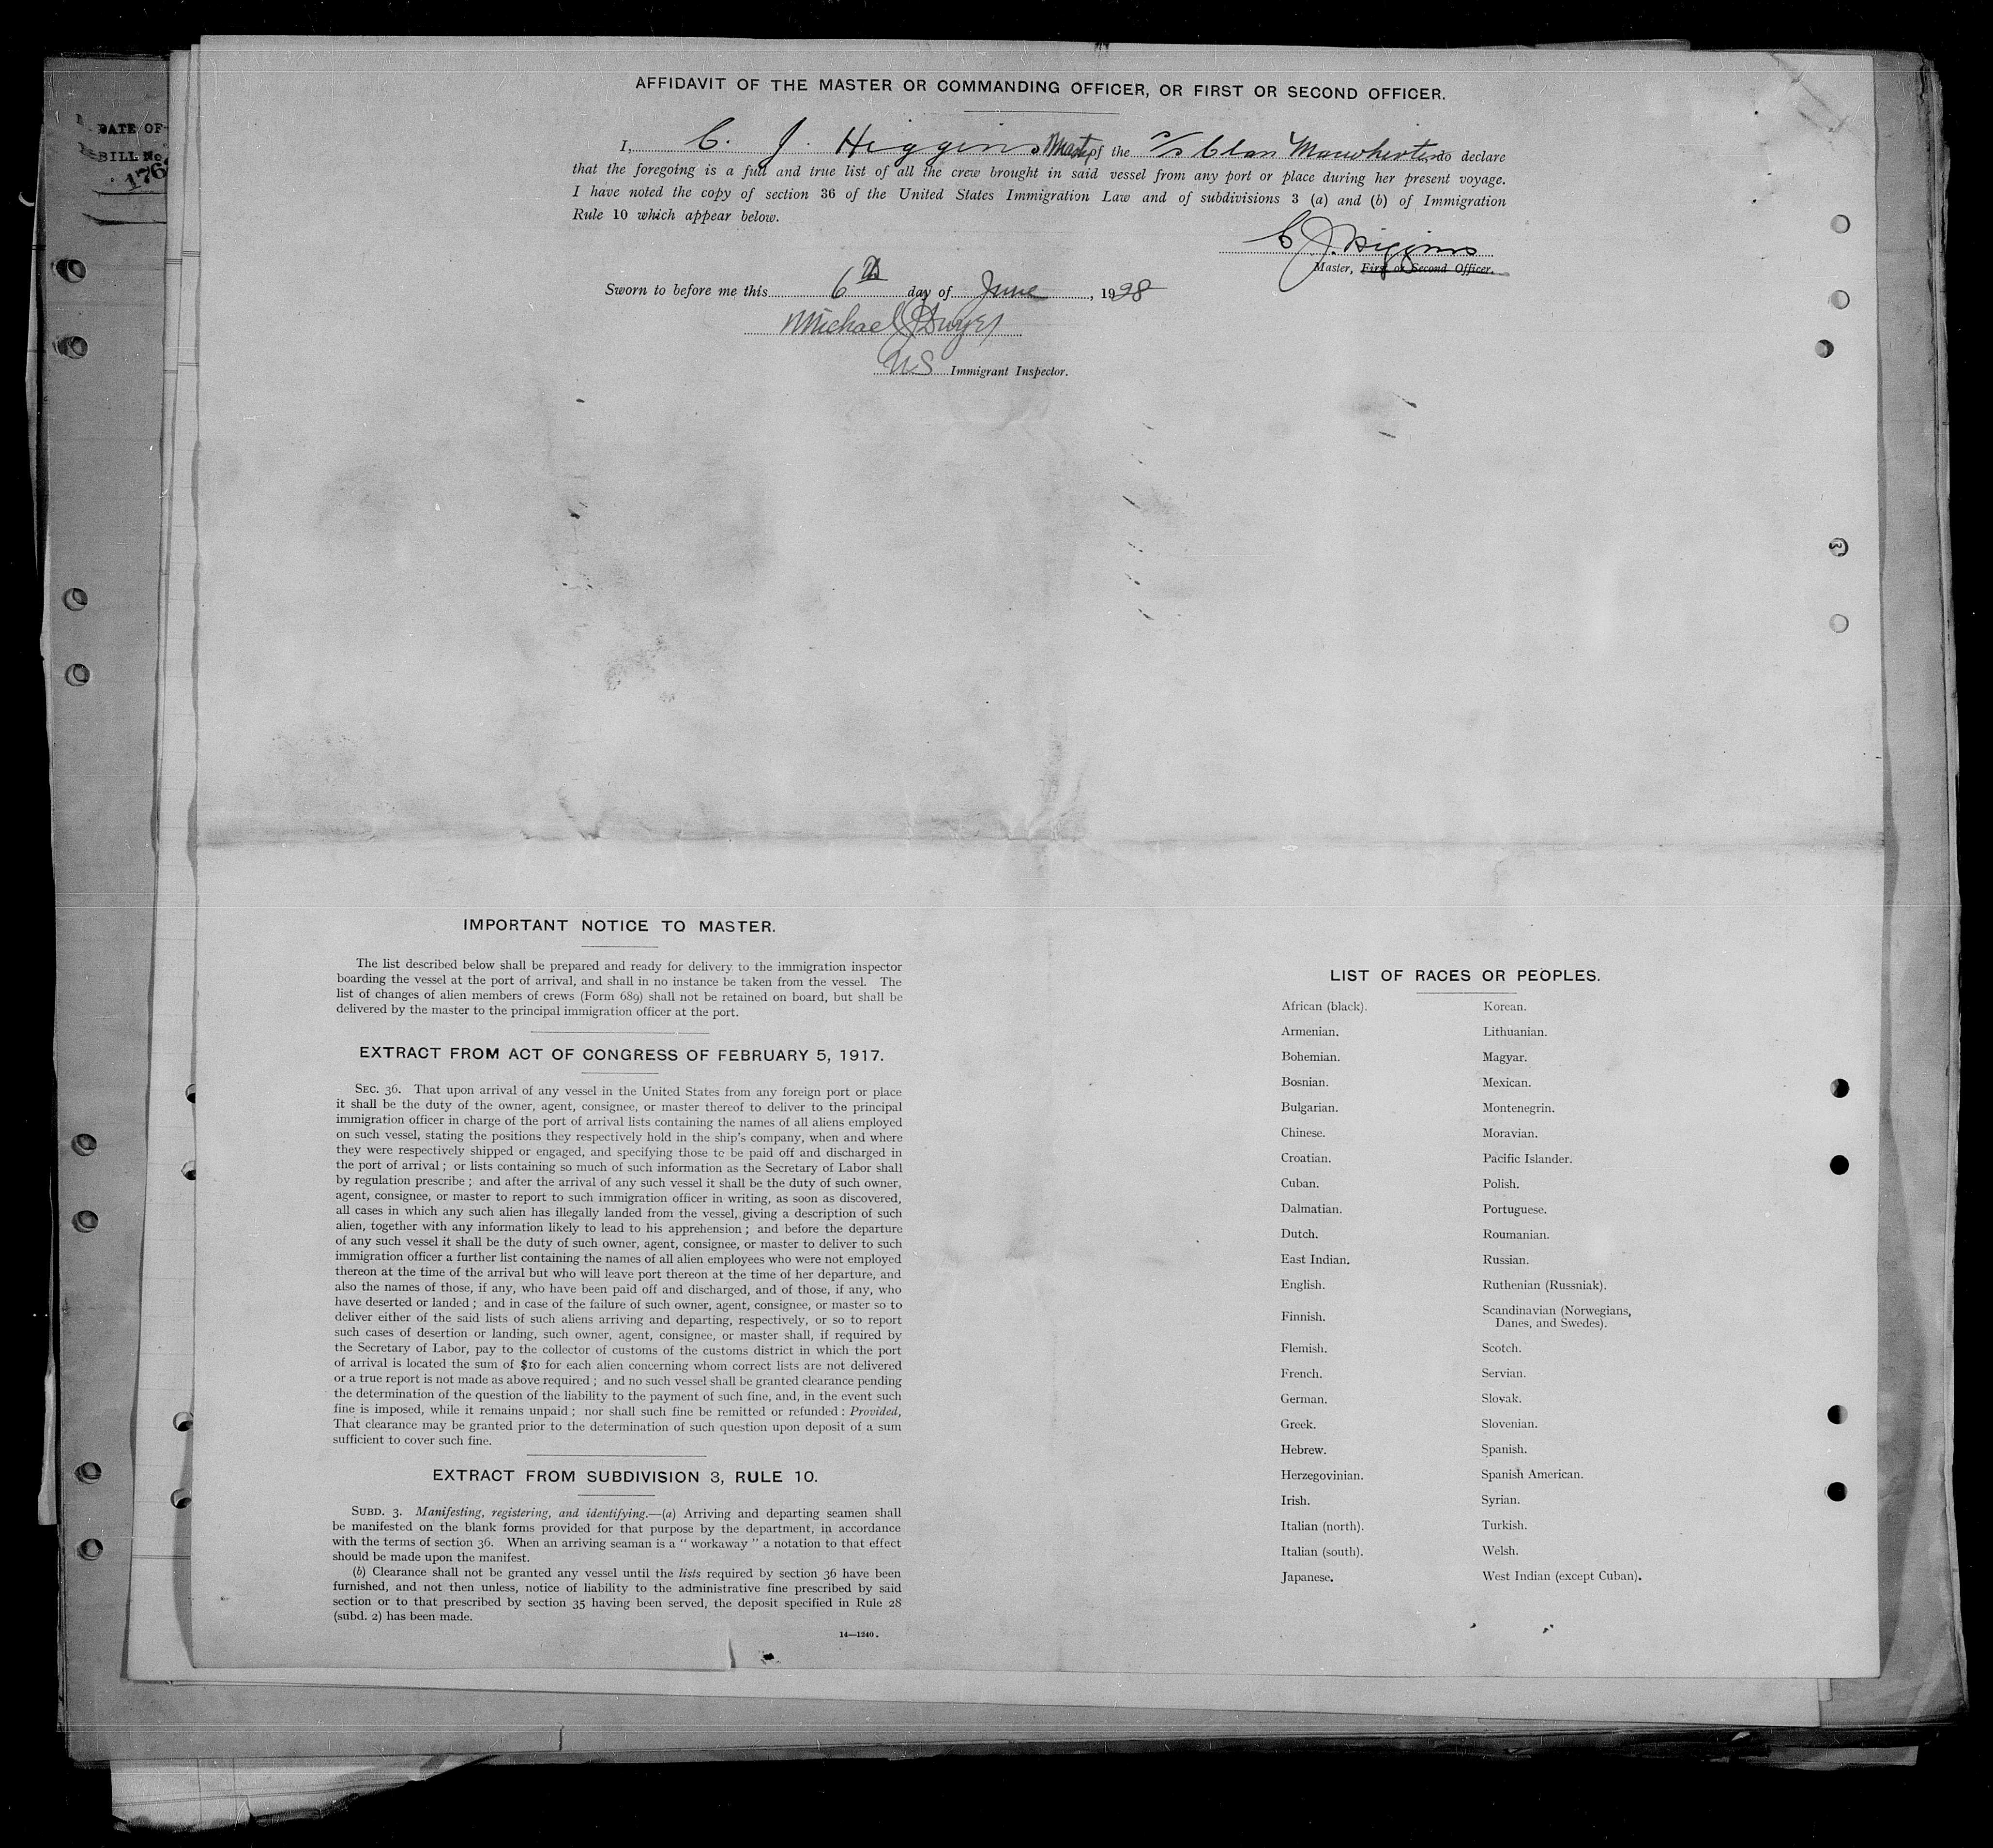 DATE OF
BILL No.
176
AFFIDAVIT OF THE MASTER OR COMMANDING OFFICER, OR FIRST OR SECOND OFFICER.
I, C. J. Higgins Master of the s/s Clan Macwhirter do declare
that the foregoing is a full and true list of all the crew brought in said vessel from any port or place during her present voyage.
I have noted the copy of section 36 of the United States Immigration Law and of subdivisions 3 (a) and (b) of Immigration
Rule 10 which appear below.
C J. Higgins
Master, First or Second Officer.
Sworn to before me this 6th day of June, 1928
Michael J Dwyer
US Immigrant Inspector.
3
IMPORTANT NOTICE TO MASTER.
The list described below shall be prepared and ready for delivery to the immigration inspector
boarding the vessel at the port of arrival, and shall in no instance be taken from the vessel. The
list of changes of alien members of crews (Form 689) shall not be retained on board, but shall be
delivered by the master to the principal immigration officer at the port.
EXTRACT FROM ACT OF CONGRESS OF FEBRUARY 5, 1917.
SEC. 36. That upon arrival of any vessel in the United States from any foreign port or place
it shall be the duty of the owner, agent, consignee, or master thereof to deliver to the principal
immigration officer in charge of the port of arrival lists containing the names of all aliens employed
on such vessel, stating the positions they respectively hold in the ship's company, when and where
they were respectively shipped or engaged, and specifying those to be paid off and discharged in
the port of arrival; or lists containing so much of such information as the Secretary of Labor shall
by regulation prescribe; and after the arrival of any such vessel it shall be the duty of such owner,
agent, consignee, or master to report to such immigration officer in writing, as soon as discovered,
all cases in which any such alien has illegally landed from the vessel, giving a description of such
alien, together with any information likely to lead to his apprehension; and before the departure
of any such vessel it shall be the duty of such owner, agent, consignee, or master to deliver to such
immigration officer a further list containing the names of all alien employees who were not employed
thereon at the time of the arrival but who will leave port thereon at the time of her departure, and
also the names of those, if any, who have been paid off and discharged, and of those, if any, who
have deserted or landed; and in case of the failure of such owner, agent, consignee, or master so to
deliver either of the said lists of such aliens arriving and departing, respectively, or so to report
such cases of desertion or landing, such owner, agent, consignee, or master shall, if required by
the Secretary of Labor, pay to the collector of customs of the customs district in which the port
of arrival is located the sum of $10 for each alien concerning whom correct lists are not delivered
or a true report is not made as above required; and no such vessel shall be granted clearance pending
the determination of the question of the liability to the payment of such fine, and, in the event such
fine is imposed, while it remains unpaid; nor shall such fine be remitted or refunded: Provided,
That clearance may be granted prior to the determination of such question upon deposit of a sum
sufficient to cover such fine.
EXTRACT FROM SUBDIVISION 3, RULE 10.
SUBD. 3. Manifesting, registering, and identifying.—(a) Arriving and departing seamen shall
be manifested on the blank forms provided for that purpose by the department, in accordance
with the terms of section 36. When an arriving seaman is a "workaway" a notation to that effect
should be made upon the manifest.
(b) Clearance shall not be granted any vessel until the lists required by section 36 have been
furnished, and not then unless, notice of liability to the administrative fine prescribed by said
section or to that prescribed by section 35 having been served, the deposit specified in Rule 28
(subd. 2) has been made.
14—1240.
LIST OF RACES OR PEOPLES.
African (black).
Armenian.
Bohemian.
Bosnian.
Bulgarian.
Chinese.
Croatian.
Cuban.
Dalmatian.
Dutch.
East Indian.
English.
Finnish.
Flemish.
French.
German.
Greek.
Hebrew.
Herzegovinian.
Irish.
Italian (north).
Italian (south).
Japanese.
Korean.
Lithuanian.
Magyar.
Mexican.
Montenegrin.
Moravian.
Pacific Islander.
Polish.
Portuguese.
Roumanian.
Russian.
Ruthenian (Russniak).
Scandinavian (Norwegians,
Danes, and Swedes).
Scotch.
Servian.
Slovak.
Slovenian.
Spanish.
Spanish American.
Syrian.
Turkish.
Welsh.
West Indian (except Cuban).